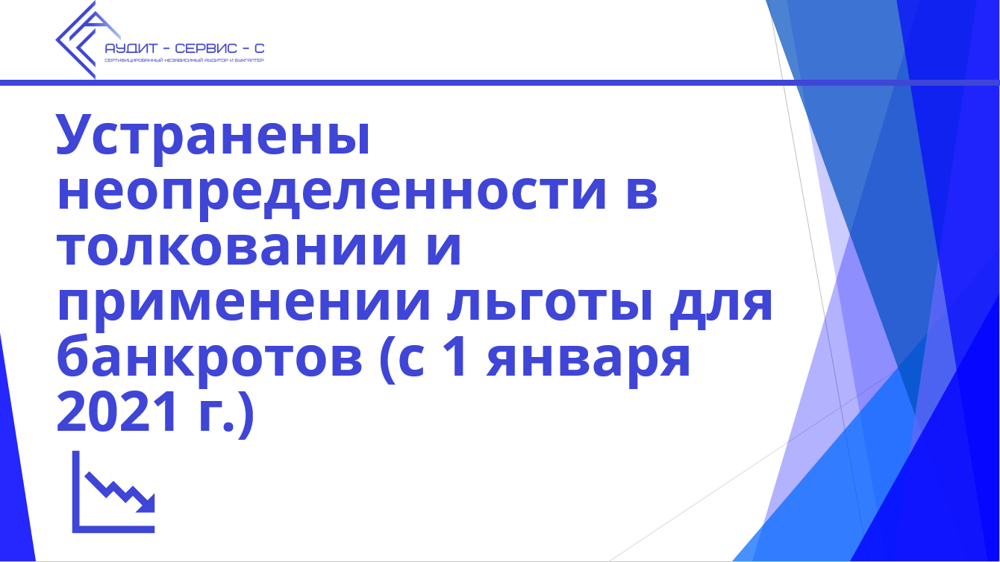 АУДИТ - СЕРВИС - С
СЕРТИФИЦИРОВАННЫЙ НЕЗАВИСИМЫЙ АУДИТОР И БУХГАЛТЕР
Устранены
неопределенности в
толковании и
применении льготы для
банкротов (с 1 января
2021 г.)